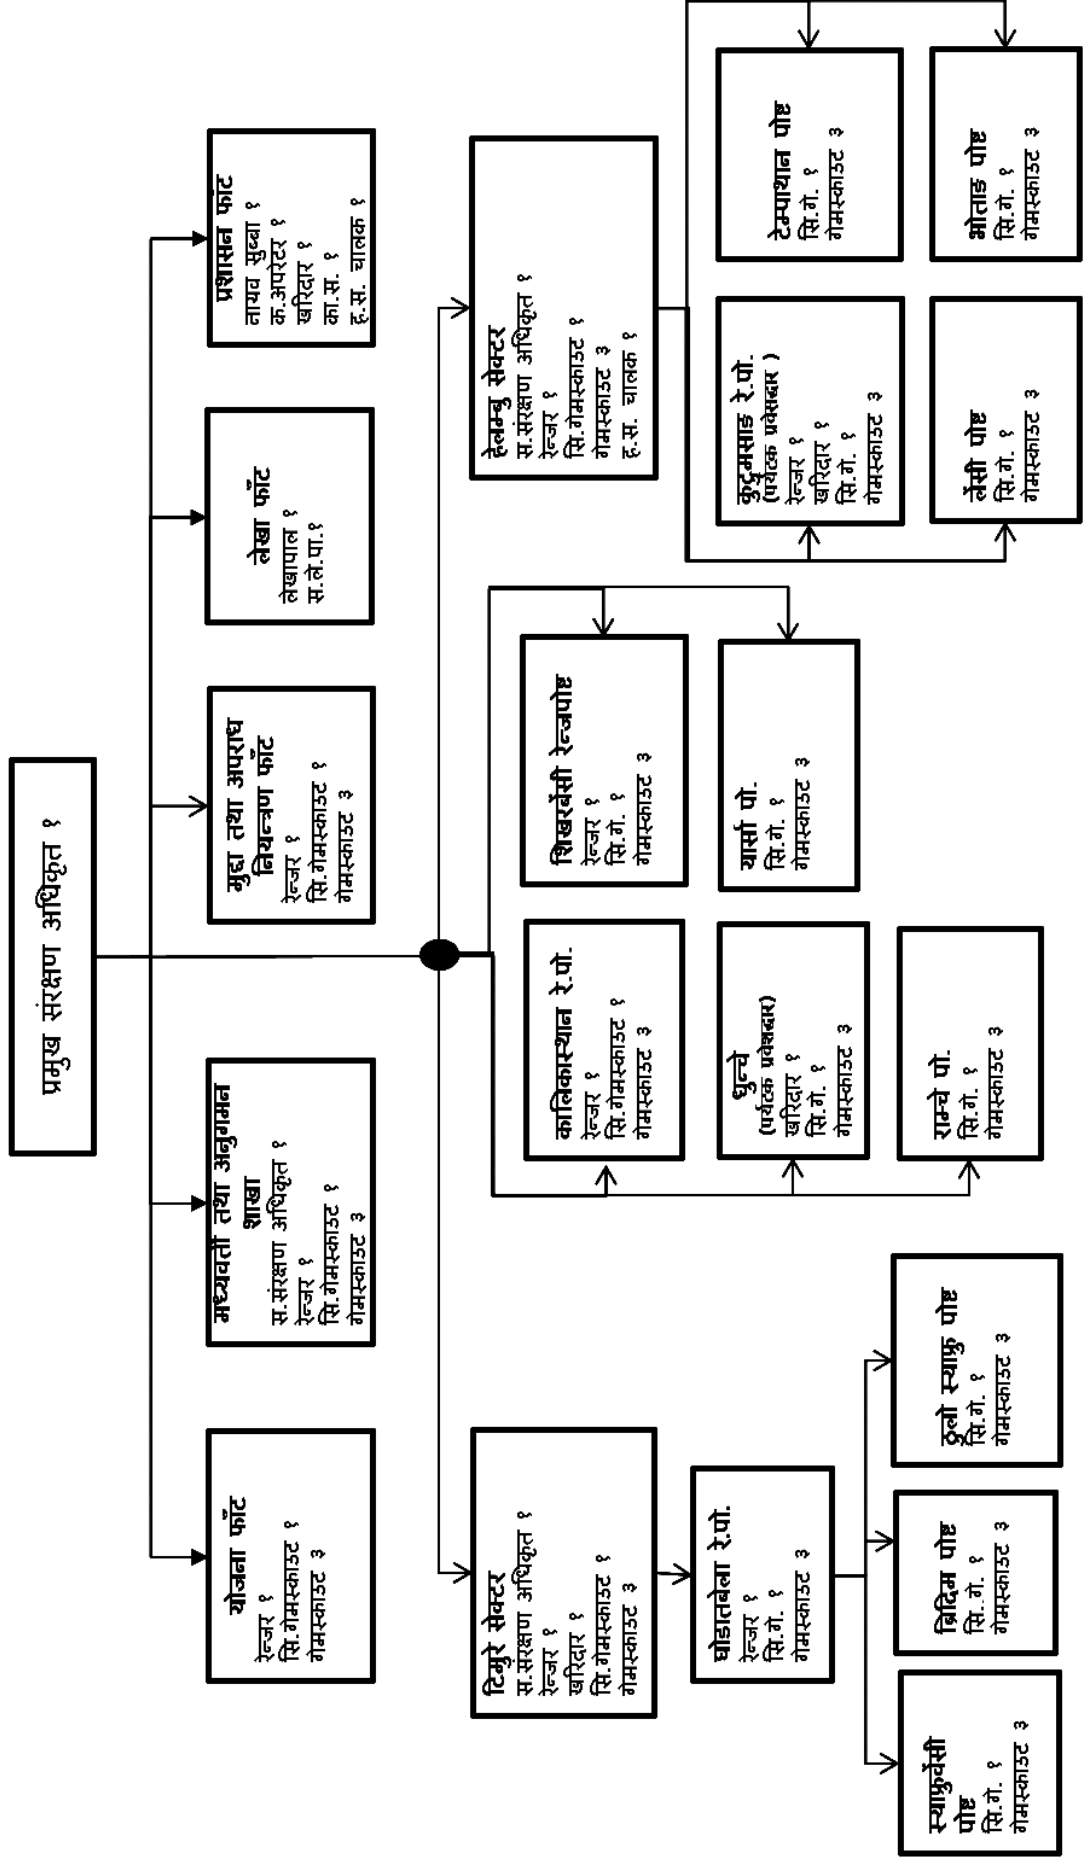 प्रमुख संरक्षण अधिकृत १
योजना फाँट
रेन्जर १
सि.गेमस्काउट १
गेमस्काउट ३
मध्यवर्ती तथा अनुगमन
शाखा
स.संरक्षण अधिकृत १
रेन्जर १
सि.गेमस्काउट १
गेमस्काउट ३
मुद्दा तथा अपराध
नियन्त्रण फाँट
रेन्जर १
सि.गेमस्काउट १
गेमस्काउट ३
लेखा फाँट
लेखापाल १
स.ले.पा.१
प्रशासन फाँट
नायव सुब्बा १
क.अपरेटर १
खरिदार १
का.स. १
ह.स. चालक १
टिमुरे सेक्टर
स.संरक्षण अधिकृत १
रेन्जर १
खरिदार १
सि.गेमस्काउट १
गेमस्काउट ३
हेलम्बु सेक्टर
स.संरक्षण अधिकृत १
रेन्जर १
सि.गेमस्काउट १
गेमस्काउट ३
ह.स. चालक १
घोडातबेला रे.पो.
रेन्जर १
सि.गे. १
गेमस्काउट ३
स्याफ्रुवेंसी
पोष्ट
सि.गे. १
गेमस्काउट ३
ब्रिदिम पोष्ट
सि.गे. १
गेमस्काउट ३
ठूलो स्याफ्रु पोष्ट
सि.गे. १
गेमस्काउट ३
कालिकास्थान रे.पो.
रेन्जर १
सि.गेमस्काउट १
गेमस्काउट ३
धुन्चे
(पर्यटक प्रवेशद्वार)
खरिदार १
सि.गे. १
गेमस्काउट ३
राम्चे पो.
सि.गे. १
गेमस्काउट ३
शिखरबेंसी रेन्जपोष्ट
रेन्जर १
सि.गे. १
गेमस्काउट ३
यार्सा पो.
सि.गे. १
गेमस्काउट ३
कुटुमसाङ रे.पो.
(पर्यटक प्रवेशद्वार )
रेन्जर १
खरिदार १
सि.गे. १
गेमस्काउट ३
लेंसी पोष्ट
सि.गे. १
गेमस्काउट ३
टेम्पाथान पोष्ट
सि.गे. १
गेमस्काउट ३
भोताङ पोष्ट
सि.गे. १
गेमस्काउट ३